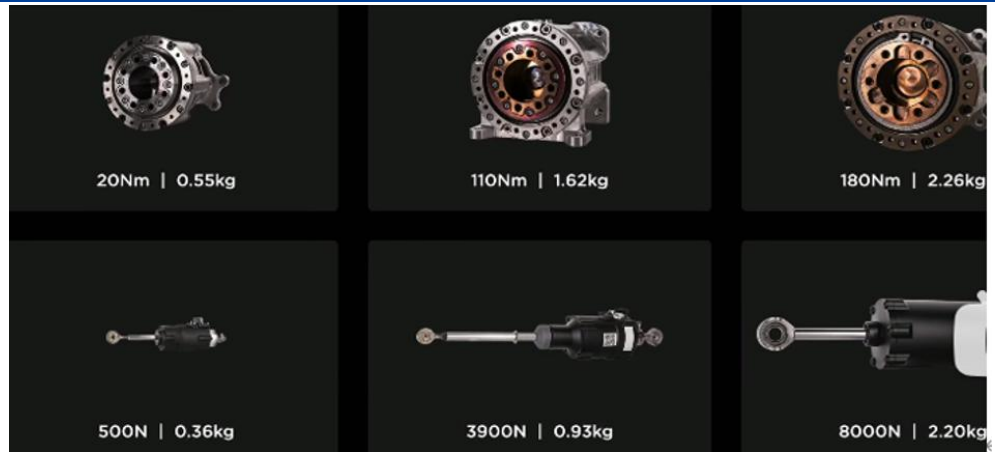 20Nm | 0.55kg
110Nm | 1.62kg
180Nm | 2.26kg
500N | 0.36kg
3900N | 0.93kg
8000N | 2.20kg